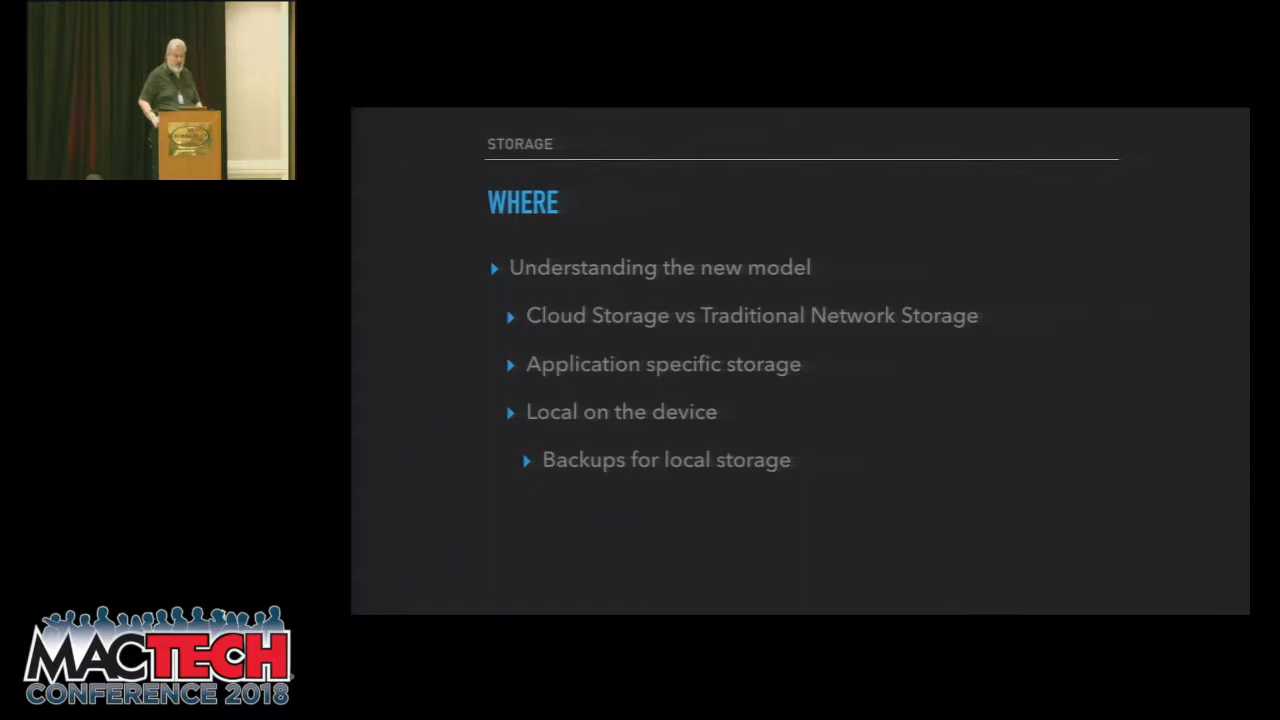 STORAGE
WHERE
Understanding the new model
Cloud Storage vs Traditional Network Storage
Application specific storage
Local on the device
Backups for local storage
MACTECH
CONFERENCE 2018